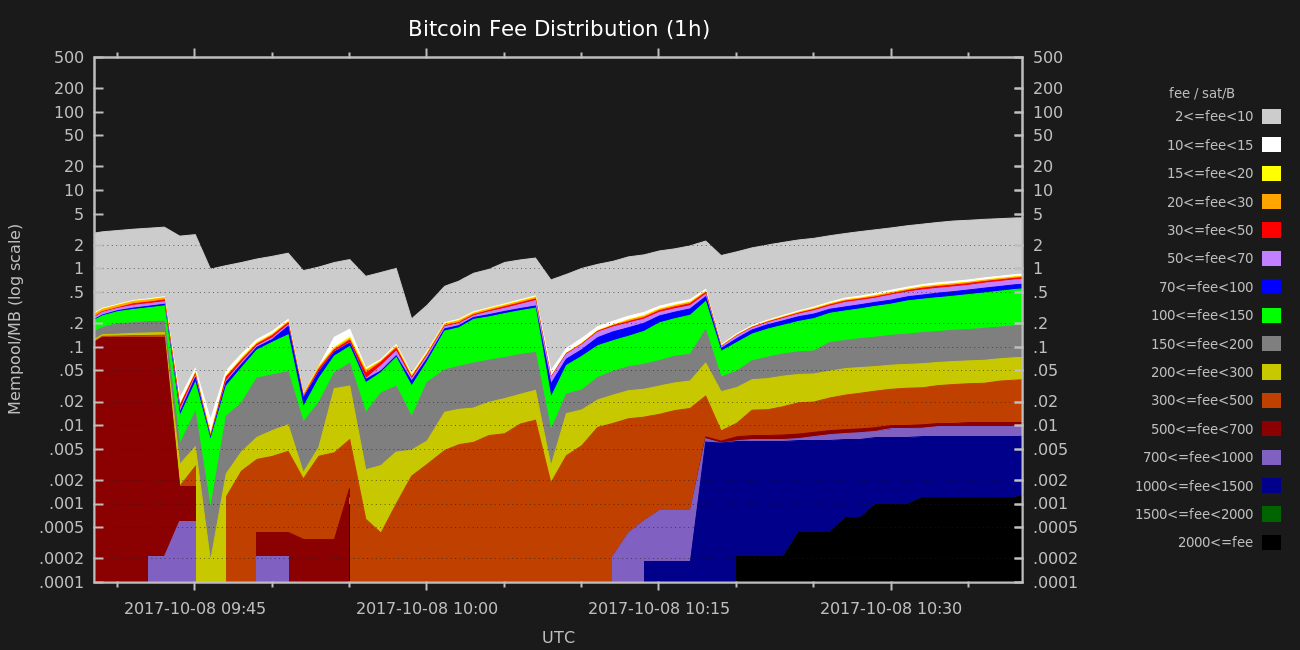 Bitcoin Fee Distribution (1h)
Mempool/MB (log scale)
500
200
100
50
20
10
5
2
1
.5
.2
.1
.05
.02
.01
.005
.002
.001
.0005
.0002
.0001
500
200
100
50
20
10
5
2
1
.5
.2
.1
.05
.02
.01
.005
.002
.001
.0005
.0002
.0001
2017-10-08 09:45
2017-10-08 10:00
2017-10-08 10:15
2017-10-08 10:30
UTC
fee / sat/B
2<=fee<10
10<=fee<15
15<=fee<20
20<=fee<30
30<=fee<50
50<=fee<70
70<=fee<100
100<=fee<150
150<=fee<200
200<=fee<300
300<=fee<500
500<=fee<700
700<=fee<1000
1000<=fee<1500
1500<=fee<2000
2000<=fee